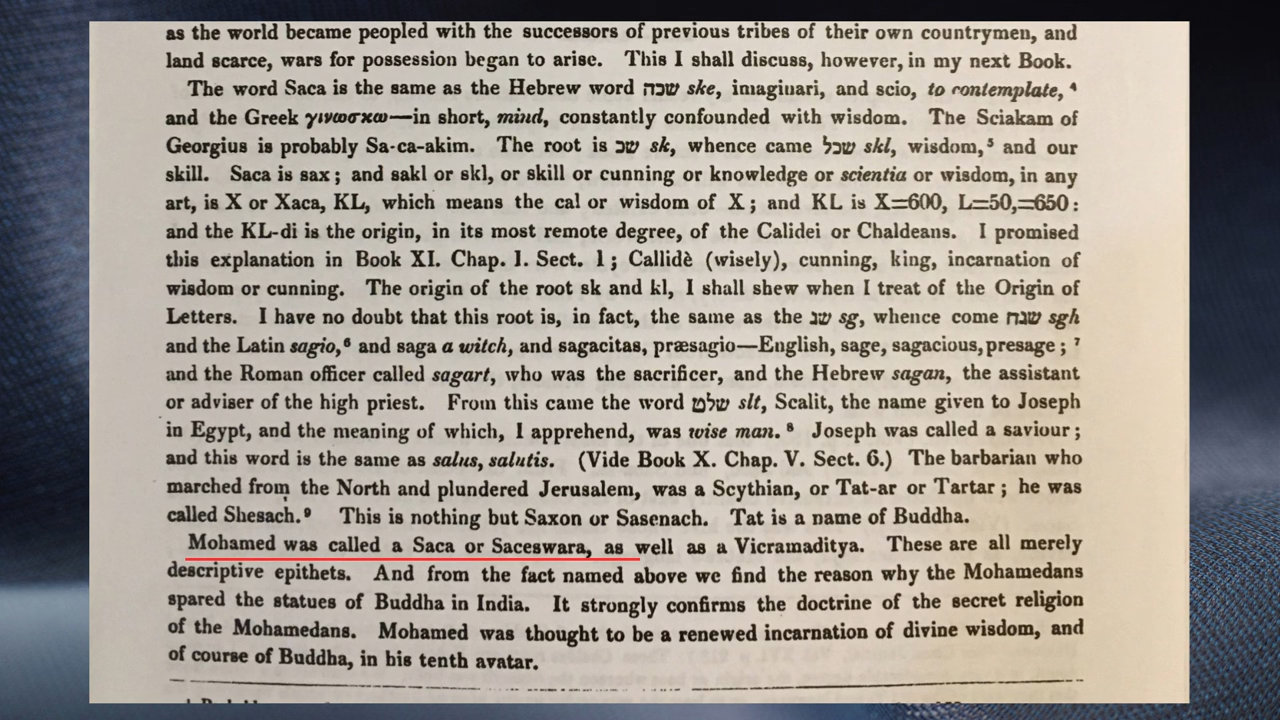 as the world became peopled with the successors of previous tribes of their own countrymen, and
land scarce, wars for possession began to arise. This I shall discuss, however, in my next Book.
The word Saca is the same as the Hebrew word שכה ske, imaginari, and scio, to contemplate, ⁴
and the Greek γινωσκω—in short, mind, constantly confounded with wisdom. The Sciakam of
Georgius is probably Sa-ca-akim. The root is שכ sk, whence came שכל skl, wisdom,⁵ and our
skill. Saca is sax; and sakl or skl, or skill or cunning or knowledge or scientia or wisdom, in any
art, is X or Xaca, KL, which means the cal or wisdom of X; and KL is X=600, L=50,=650:
and the KL-di is the origin, in its most remote degree, of the Calidei or Chaldeans. I promised
this explanation in Book XI. Chap. I. Sect. 1; Callidè (wisely), cunning, king, incarnation of
wisdom or cunning. The origin of the root sk and kl, I shall shew when I treat of the Origin of
Letters. I have no doubt that this root is, in fact, the same as the שג sg, whence come שגה sgh
and the Latin sagio,⁶ and saga a witch, and sagacitas, præsagio—English, sage, sagacious, presage; ⁷
and the Roman officer called sagart, who was the sacrificer, and the Hebrew sagan, the assistant
or adviser of the high priest. From this came the word שלט slt, Scalit, the name given to Joseph
in Egypt, and the meaning of which, I apprehend, was wise man. ⁸ Joseph was called a saviour;
and this word is the same as salus, salutis. (Vide Book X. Chap. V. Sect. 6.) The barbarian who
marched from the North and plundered Jerusalem, was a Scythian, or Tat-ar or Tartar; he was
called Shesach.⁹ This is nothing but Saxon or Sasenach. Tat is a name of Buddha.
Mohamed was called a Saca or Saceswara, as well as a Vicramaditya. These are all merely
descriptive epithets. And from the fact named above we find the reason why the Mohamedans
spared the statues of Buddha in India. It strongly confirms the doctrine of the secret religion
of the Mohamedans. Mohamed was thought to be a renewed incarnation of divine wisdom, and
of course of Buddha, in his tenth avatar.